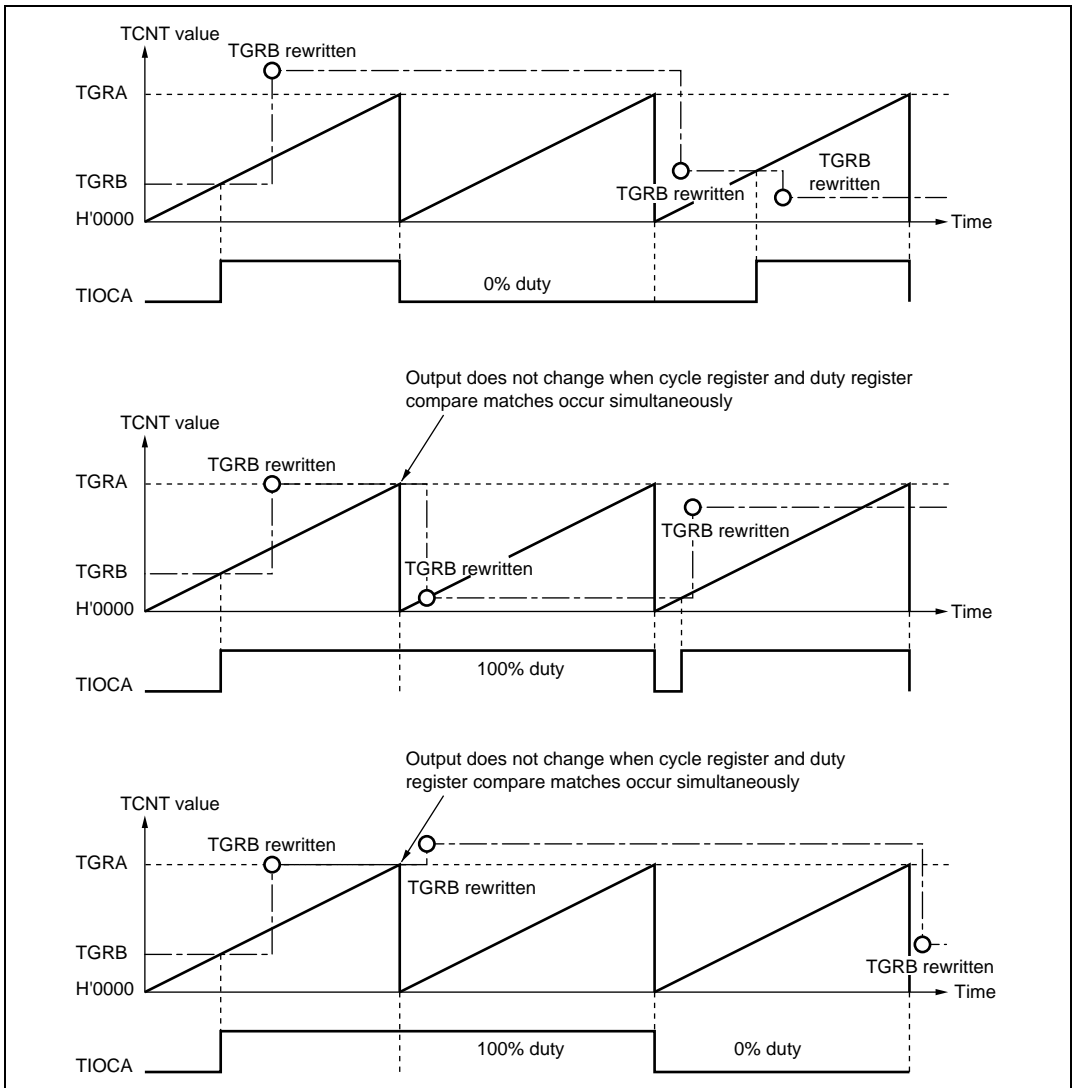 TCNT value
TGRB rewritten
TGRA
TGRB
rewritten
TGRB
TGRB rewritten
H'0000
Time
0% duty
TIOCA
Output does not change when cycle register and duty register
compare matches occur simultaneously
TCNT value
TGRB rewritten
TGRA
TGRB rewritten
TGRB
TGRB rewritten
H'0000
Time
100% duty
TIOCA
Output does not change when cycle register and duty
register compare matches occur simultaneously
TCNT value
TGRB rewritten
TGRA
TGRB rewritten
TGRB
TGRB rewritten
H'0000
Time
100% duty
0% duty
TIOCA